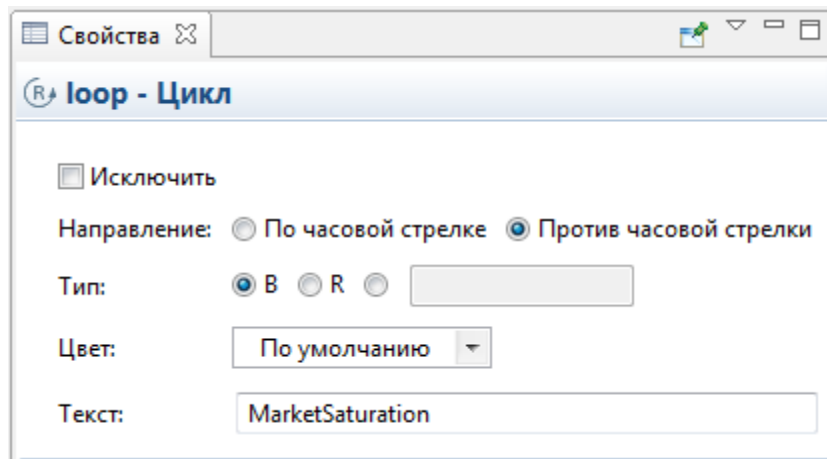 Свойства
R loop - Цикл
Исключить
Направление: По часовой стрелке Против часовой стрелки
Тип: B R
Цвет: По умолчанию
Текст: MarketSaturation